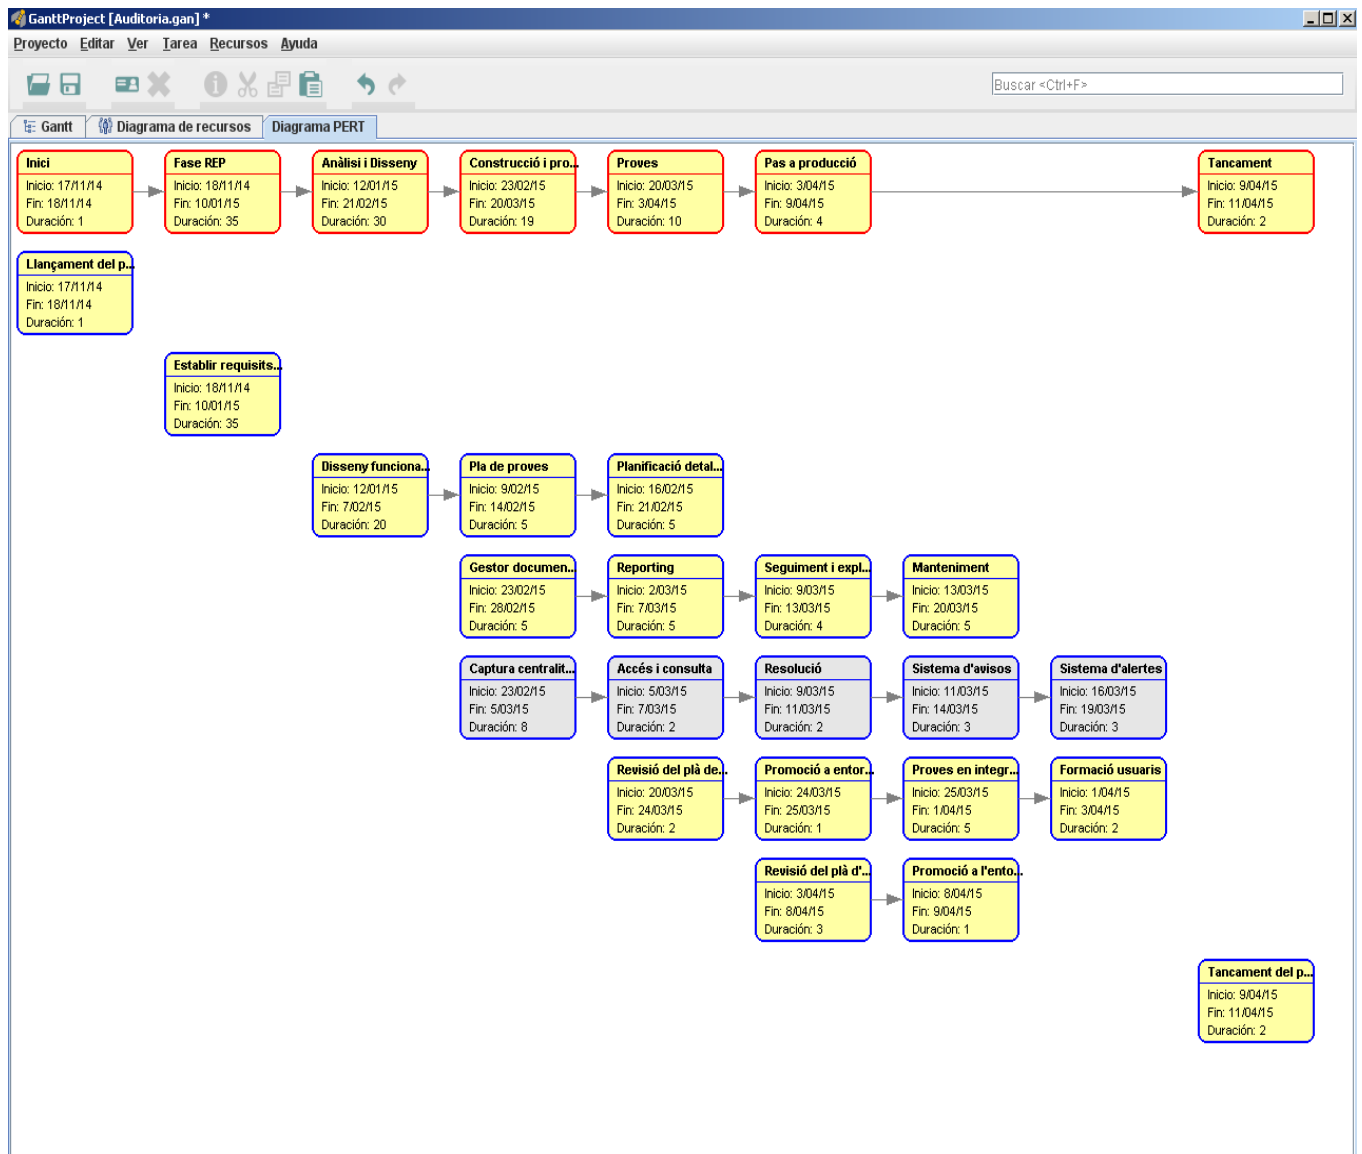 GanttProject [Auditoria.gan] *
Proyecto Editar Ver Tarea Recursos Ayuda
Buscar <Ctrl+F>
Gantt Diagrama de recursos Diagrama PERT
Inici
Inicio: 17/11/14
Fin: 18/11/14
Duración: 1
Fase REP
Inicio: 18/11/14
Fin: 10/01/15
Duración: 35
Anàlisi i Disseny
Inicio: 12/01/15
Fin: 21/02/15
Duración: 30
Construcció i pro...
Inicio: 23/02/15
Fin: 20/03/15
Duración: 19
Proves
Inicio: 20/03/15
Fin: 3/04/15
Duración: 10
Pas a producció
Inicio: 3/04/15
Fin: 9/04/15
Duración: 4
Tancament
Inicio: 9/04/15
Fin: 11/04/15
Duración: 2
Llançament del p...
Inicio: 17/11/14
Fin: 18/11/14
Duración: 1
Establir requisits...
Inicio: 18/11/14
Fin: 10/01/15
Duración: 35
Disseny funciona...
Inicio: 12/01/15
Fin: 7/02/15
Duración: 20
Pla de proves
Inicio: 9/02/15
Fin: 14/02/15
Duración: 5
Planificació detal...
Inicio: 16/02/15
Fin: 21/02/15
Duración: 5
Gestor documen...
Inicio: 23/02/15
Fin: 28/02/15
Duración: 5
Reporting
Inicio: 2/03/15
Fin: 7/03/15
Duración: 5
Seguiment i expl...
Inicio: 9/03/15
Fin: 13/03/15
Duración: 4
Manteniment
Inicio: 13/03/15
Fin: 20/03/15
Duración: 5
Captura centralit...
Inicio: 23/02/15
Fin: 5/03/15
Duración: 8
Accés i consulta
Inicio: 5/03/15
Fin: 7/03/15
Duración: 2
Resolució
Inicio: 9/03/15
Fin: 11/03/15
Duración: 2
Sistema d'avisos
Inicio: 11/03/15
Fin: 14/03/15
Duración: 3
Sistema d'alertes
Inicio: 16/03/15
Fin: 19/03/15
Duración: 3
Revisió del plà de...
Inicio: 20/03/15
Fin: 24/03/15
Duración: 2
Promoció a entor...
Inicio: 24/03/15
Fin: 25/03/15
Duración: 1
Proves en integr...
Inicio: 25/03/15
Fin: 1/04/15
Duración: 5
Formació usuaris
Inicio: 1/04/15
Fin: 3/04/15
Duración: 2
Revisió del plà d'...
Inicio: 3/04/15
Fin: 8/04/15
Duración: 3
Promoció a l'ento...
Inicio: 8/04/15
Fin: 9/04/15
Duración: 1
Tancament del p...
Inicio: 9/04/15
Fin: 11/04/15
Duración: 2